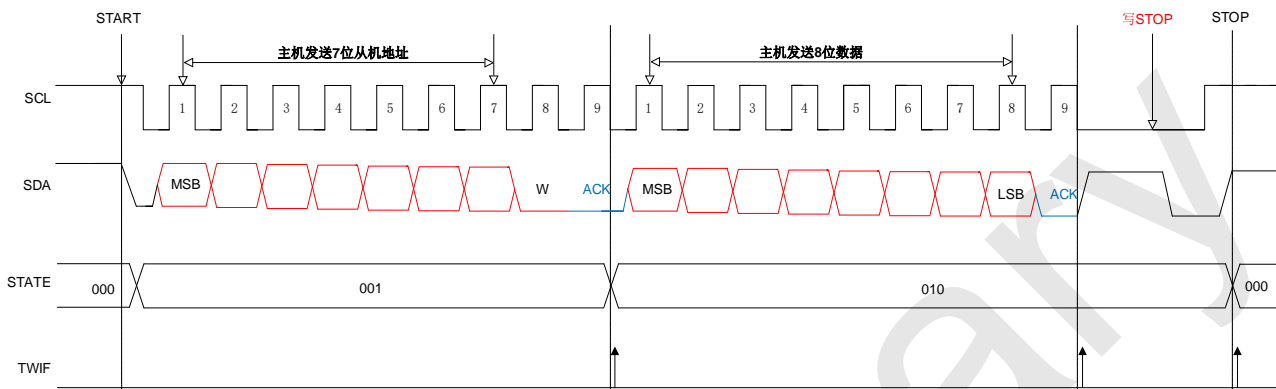 START 写STOP STOP
主机发送7位从机地址 主机发送8位数据
SCL 1 2 3 4 5 6 7 8 9 1 2 3 4 5 6 7 8 9
SDA MSB W ACK MSB LSB ACK
STATE 000 001 010 000
TWIF